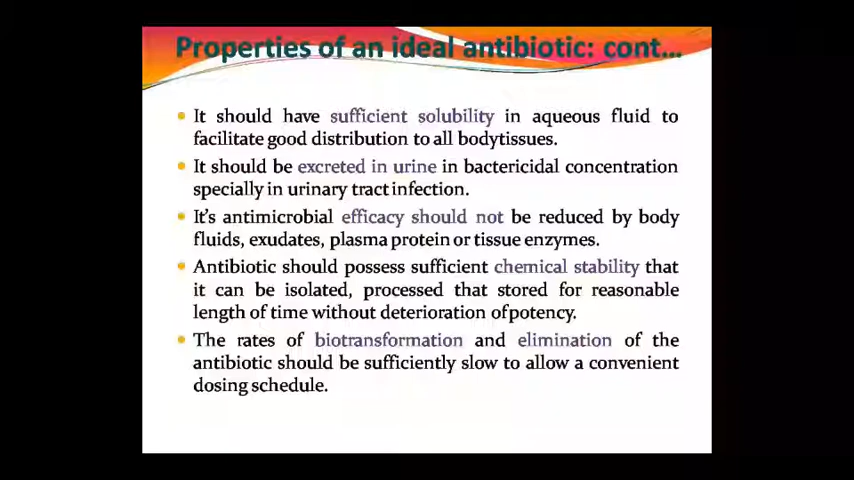 Properties of an ideal antibiotic: cont...
• It should have sufficient solubility in aqueous fluid to
facilitate good distribution to all bodytissues.
• It should be excreted in urine in bactericidal concentration
specially in urinary tract infection.
• It's antimicrobial efficacy should not be reduced by body
fluids, exudates, plasma protein or tissue enzymes.
• Antibiotic should possess sufficient chemical stability that
it can be isolated, processed that stored for reasonable
length of time without deterioration of potency.
• The rates of biotransformation and elimination of the
antibiotic should be sufficiently slow to allow a convenient
dosing schedule.